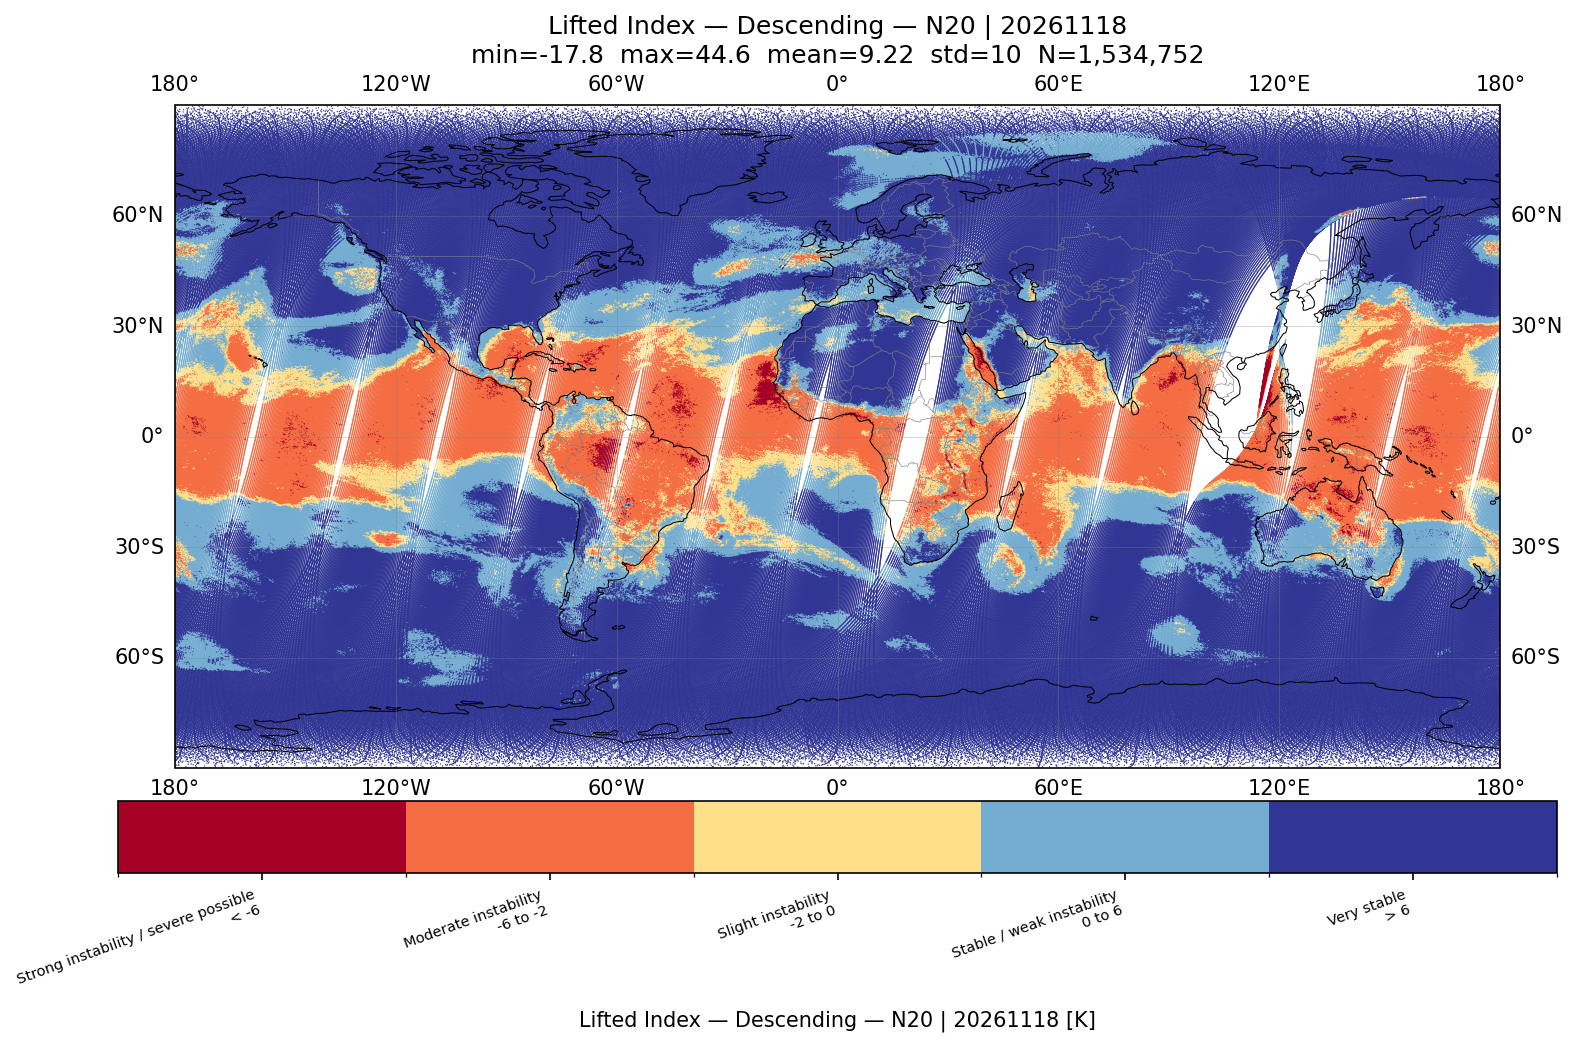 Lifted Index — Descending — N20 | 20261118
min=-17.8  max=44.6  mean=9.22  std=10  N=1,534,752
180° 120°W 60°W 0° 60°E 120°E 180°
60°N 60°N
30°N 30°N
0° 0°
30°S 30°S
60°S 60°S
180° 120°W 60°W 0° 60°E 120°E 180°
Strong instability / severe possible
< -6
Moderate instability
-6 to -2
Slight instability
-2 to 0
Stable / weak instability
0 to 6
Very stable
> 6
Lifted Index — Descending — N20 | 20261118 [K]